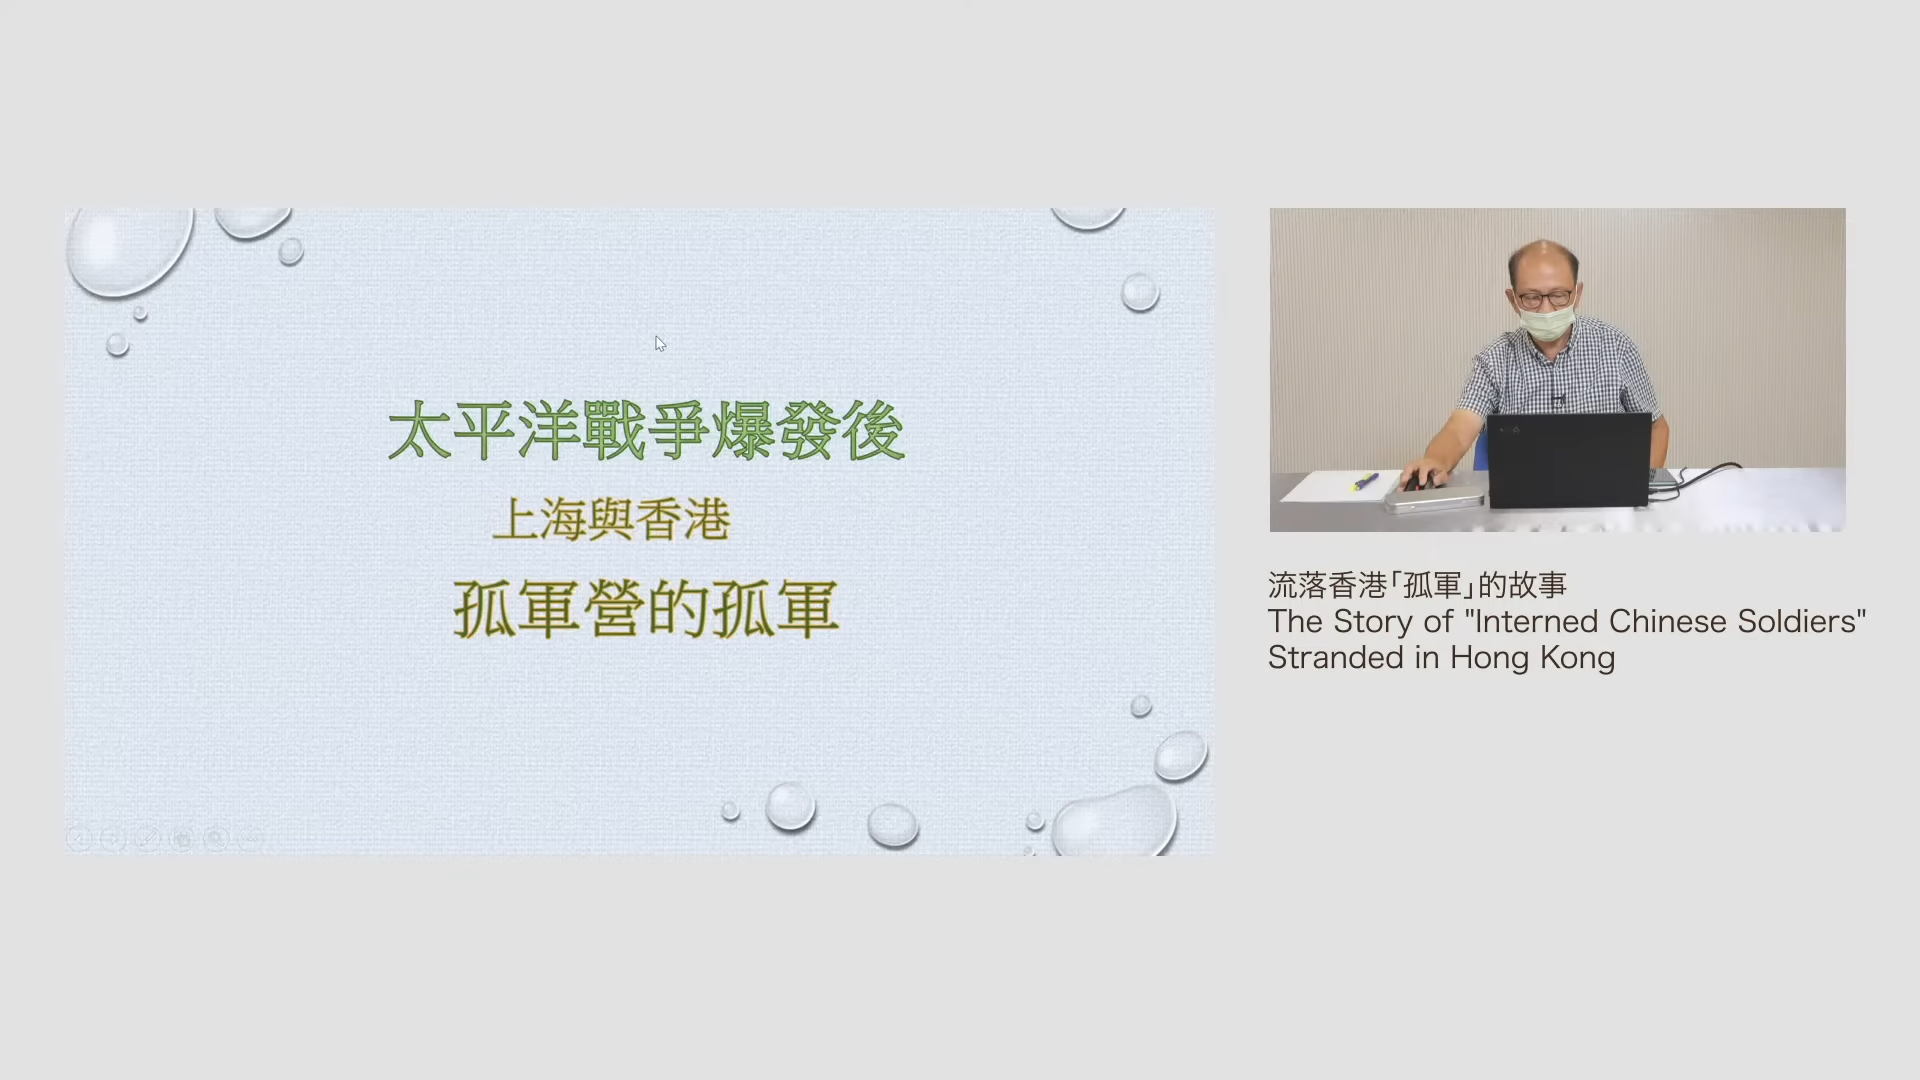 太平洋戰爭爆發後
上海與香港
孤軍營的孤軍
流落香港｢孤軍｣的故事
The Story of "Interned Chinese Soldiers"
Stranded in Hong Kong